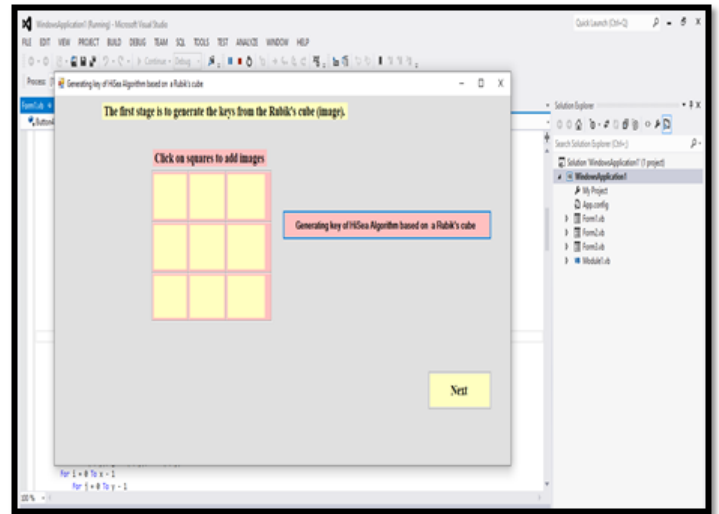 WindowsApplication1 (Running) - Microsoft Visual Studio
Quick Launch (Ctrl+Q)
FILE EDIT VIEW PROJECT BUILD DEBUG TEAM SQL TOOLS TEST ANALYZE WINDOW HELP
Continue - Debug
Process:
Generating key of HiSea Algorithm based on a Rubik's cube
Form1.vb
The first stage is to generate the keys from the Rubik's cube (image).
Click on squares to add images
Generating key of HiSea Algorithm based on a Rubik's cube
Next
For i = 0 To x - 1
For j = 0 To y - 1
Solution Explorer
Search Solution Explorer (Ctrl+;)
Solution 'WindowsApplication1' (1 project)
WindowsApplication1
My Project
App.config
Form1.vb
Form2.vb
Form3.vb
Module1.vb